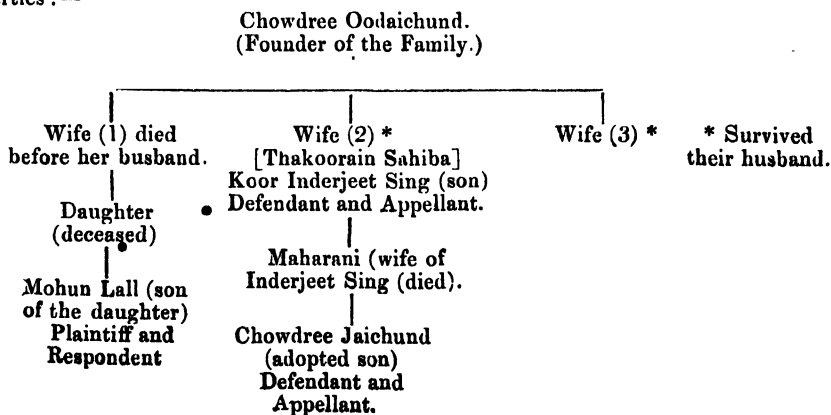 Chowdree Oodaichund.
(Founder of the Family.)
Wife (1) died
before her busband.
Daughter
(deceased)
Mohun Lall (son
of the daughter)
Plaintiff and
Respondent
Wife (2) *
[Thakoorain Sahiba]
Koor Inderjeet Sing (son)
Defendant and Appellant.
Maharani (wife of
Inderjeet Sing (died).
Chowdree Jaichund
(adopted son)
Defendant and
Appellant.
Wife (3) *
* Survived
their husband.